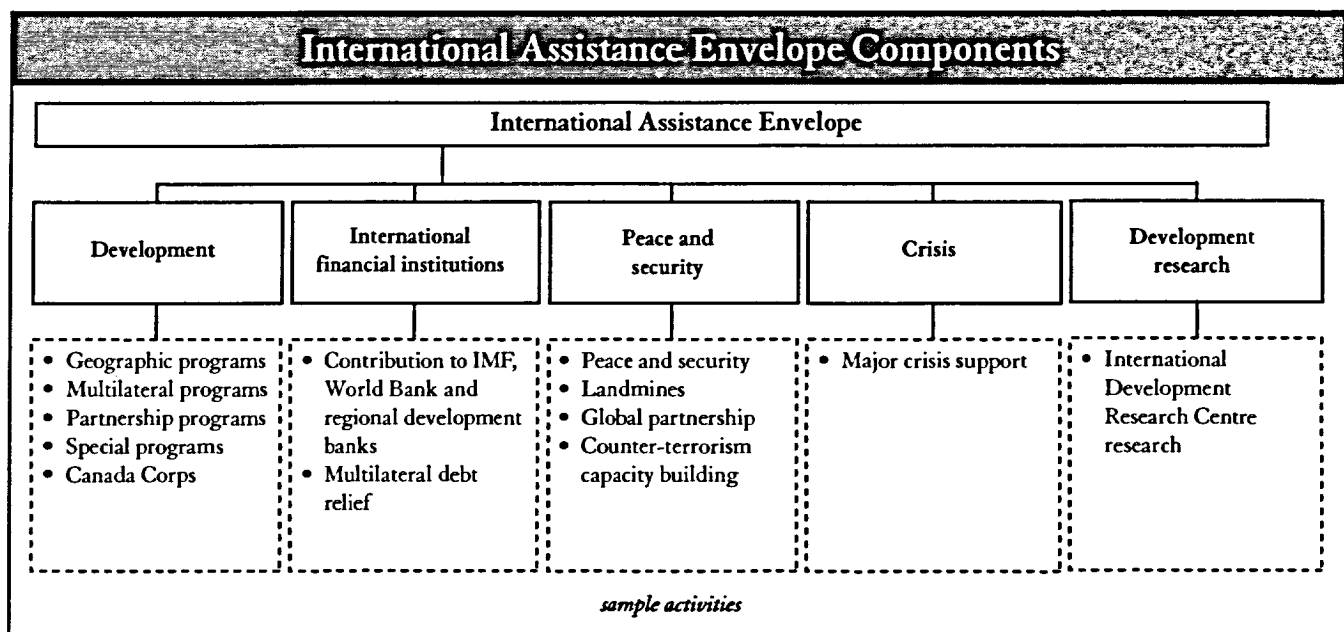 International Assistance Envelope Components
International Assistance Envelope
Development
International
financial institutions
Peace and
security
Crisis
Development
research
• Geographic programs
• Multilateral programs
• Partnership programs
• Special programs
• Canada Corps
• Contribution to IMF,
World Bank and
regional development
banks
• Multilateral debt
relief
• Peace and security
• Landmines
• Global partnership
• Counter-terrorism
capacity building
• Major crisis support
• International
Development
Research Centre
research
sample activities